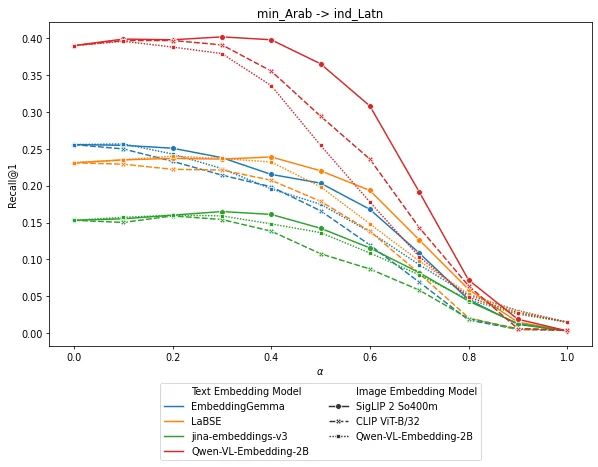 min_Arab -> ind_Latn
Recall@1
0.40
0.35
0.30
0.25
0.20
0.15
0.10
0.05
0.00
0.0 0.2 0.4 0.6 0.8 1.0
α
Text Embedding Model
EmbeddingGemma
LaBSE
jina-embeddings-v3
Qwen-VL-Embedding-2B
Image Embedding Model
SigLIP 2 So400m
CLIP ViT-B/32
Qwen-VL-Embedding-2B